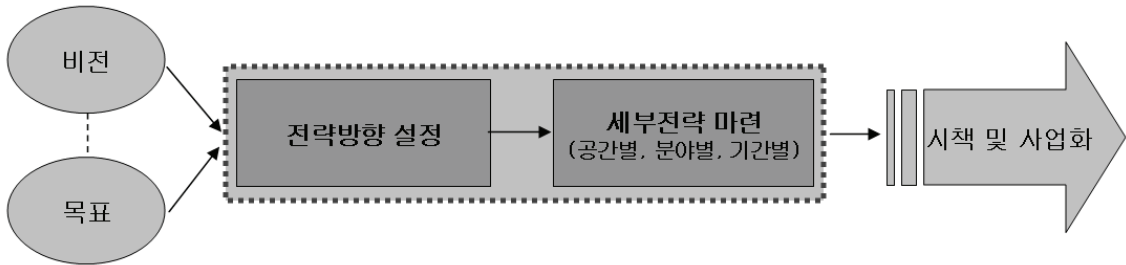 비전
목표
전략방향 설정
세부전략 마련
(공간별, 분야별, 기간별)
시책 및 사업화